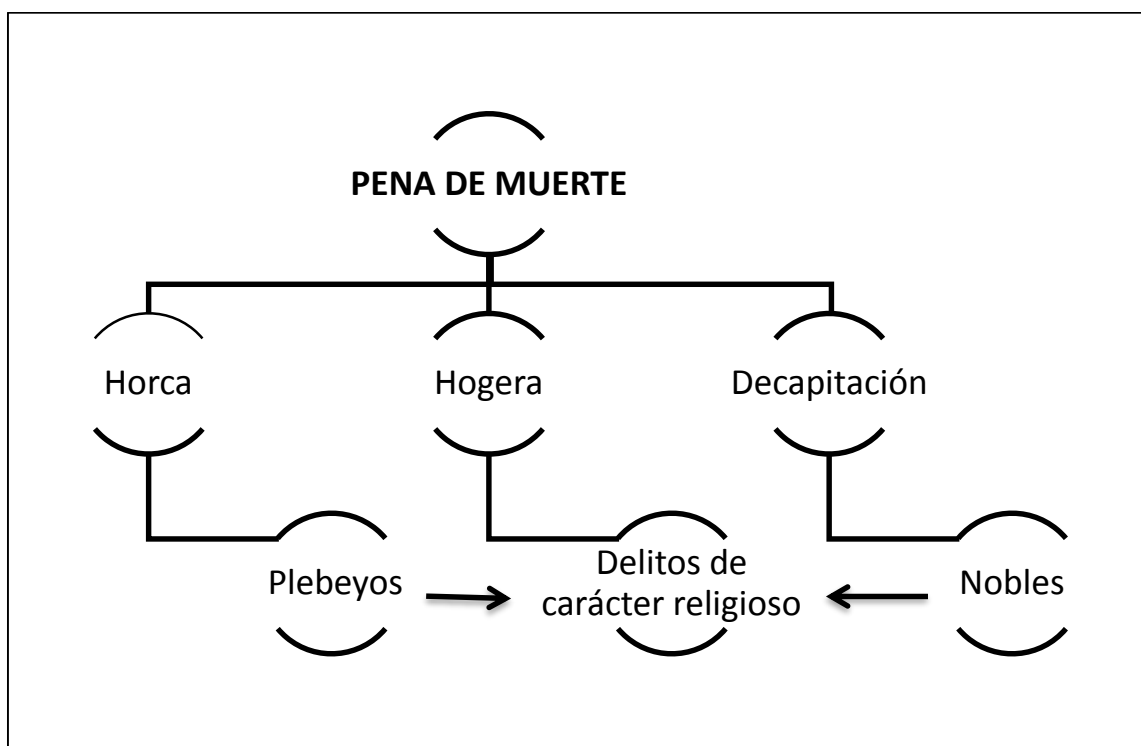 PENA DE MUERTE
Horca
Hogera
Decapitación
Plebeyos
Delitos de
carácter religioso
Nobles